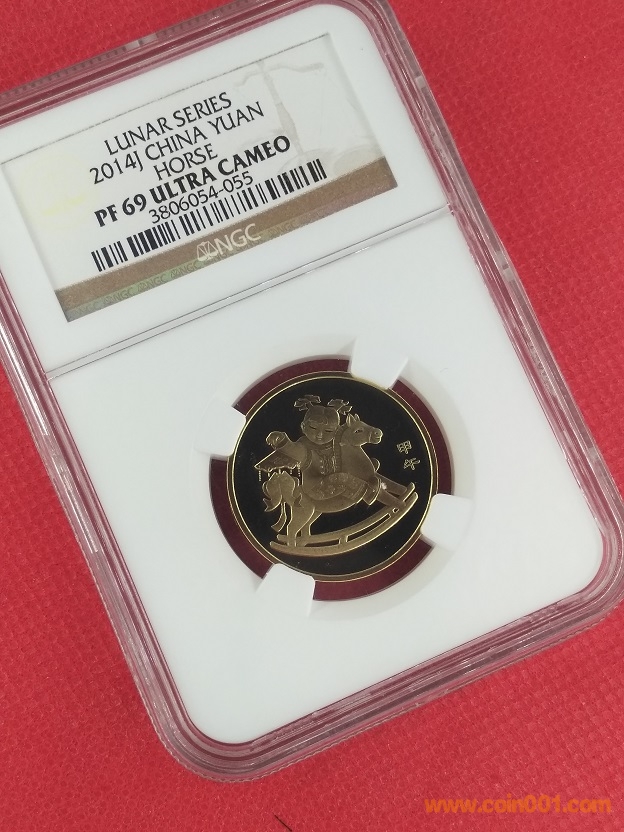 LUNAR SERIES
2014J CHINA YUAN
HORSE
PF 69 ULTRA CAMEO
3806054-055
NGC
甲午
www.coin001.com